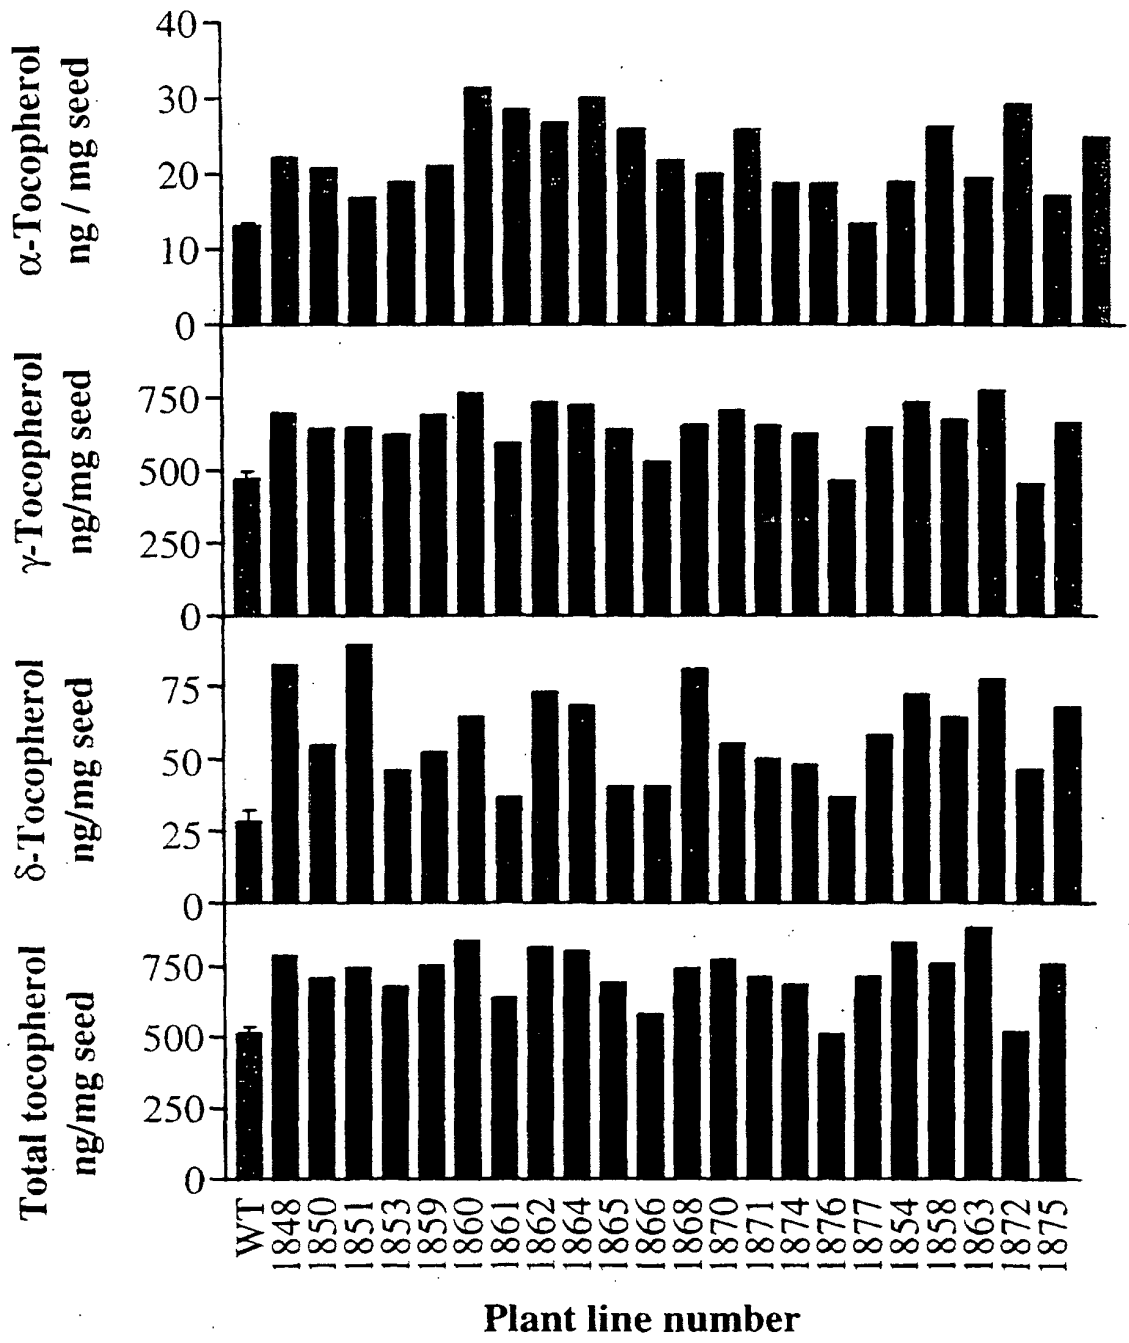 α-Tocopherol
ng / mg seed
40
30
20
10
0
γ-Tocopherol
ng/mg seed
750
500
250
0
δ-Tocopherol
ng/mg seed
75
50
25
0
Total tocopherol
ng/mg seed
750
500
250
0
WT 1848 1850 1851 1853 1859 1860 1861 1862 1864 1865 1866 1868 1870 1871 1874 1876 1877 1854 1858 1863 1872 1875
Plant line number